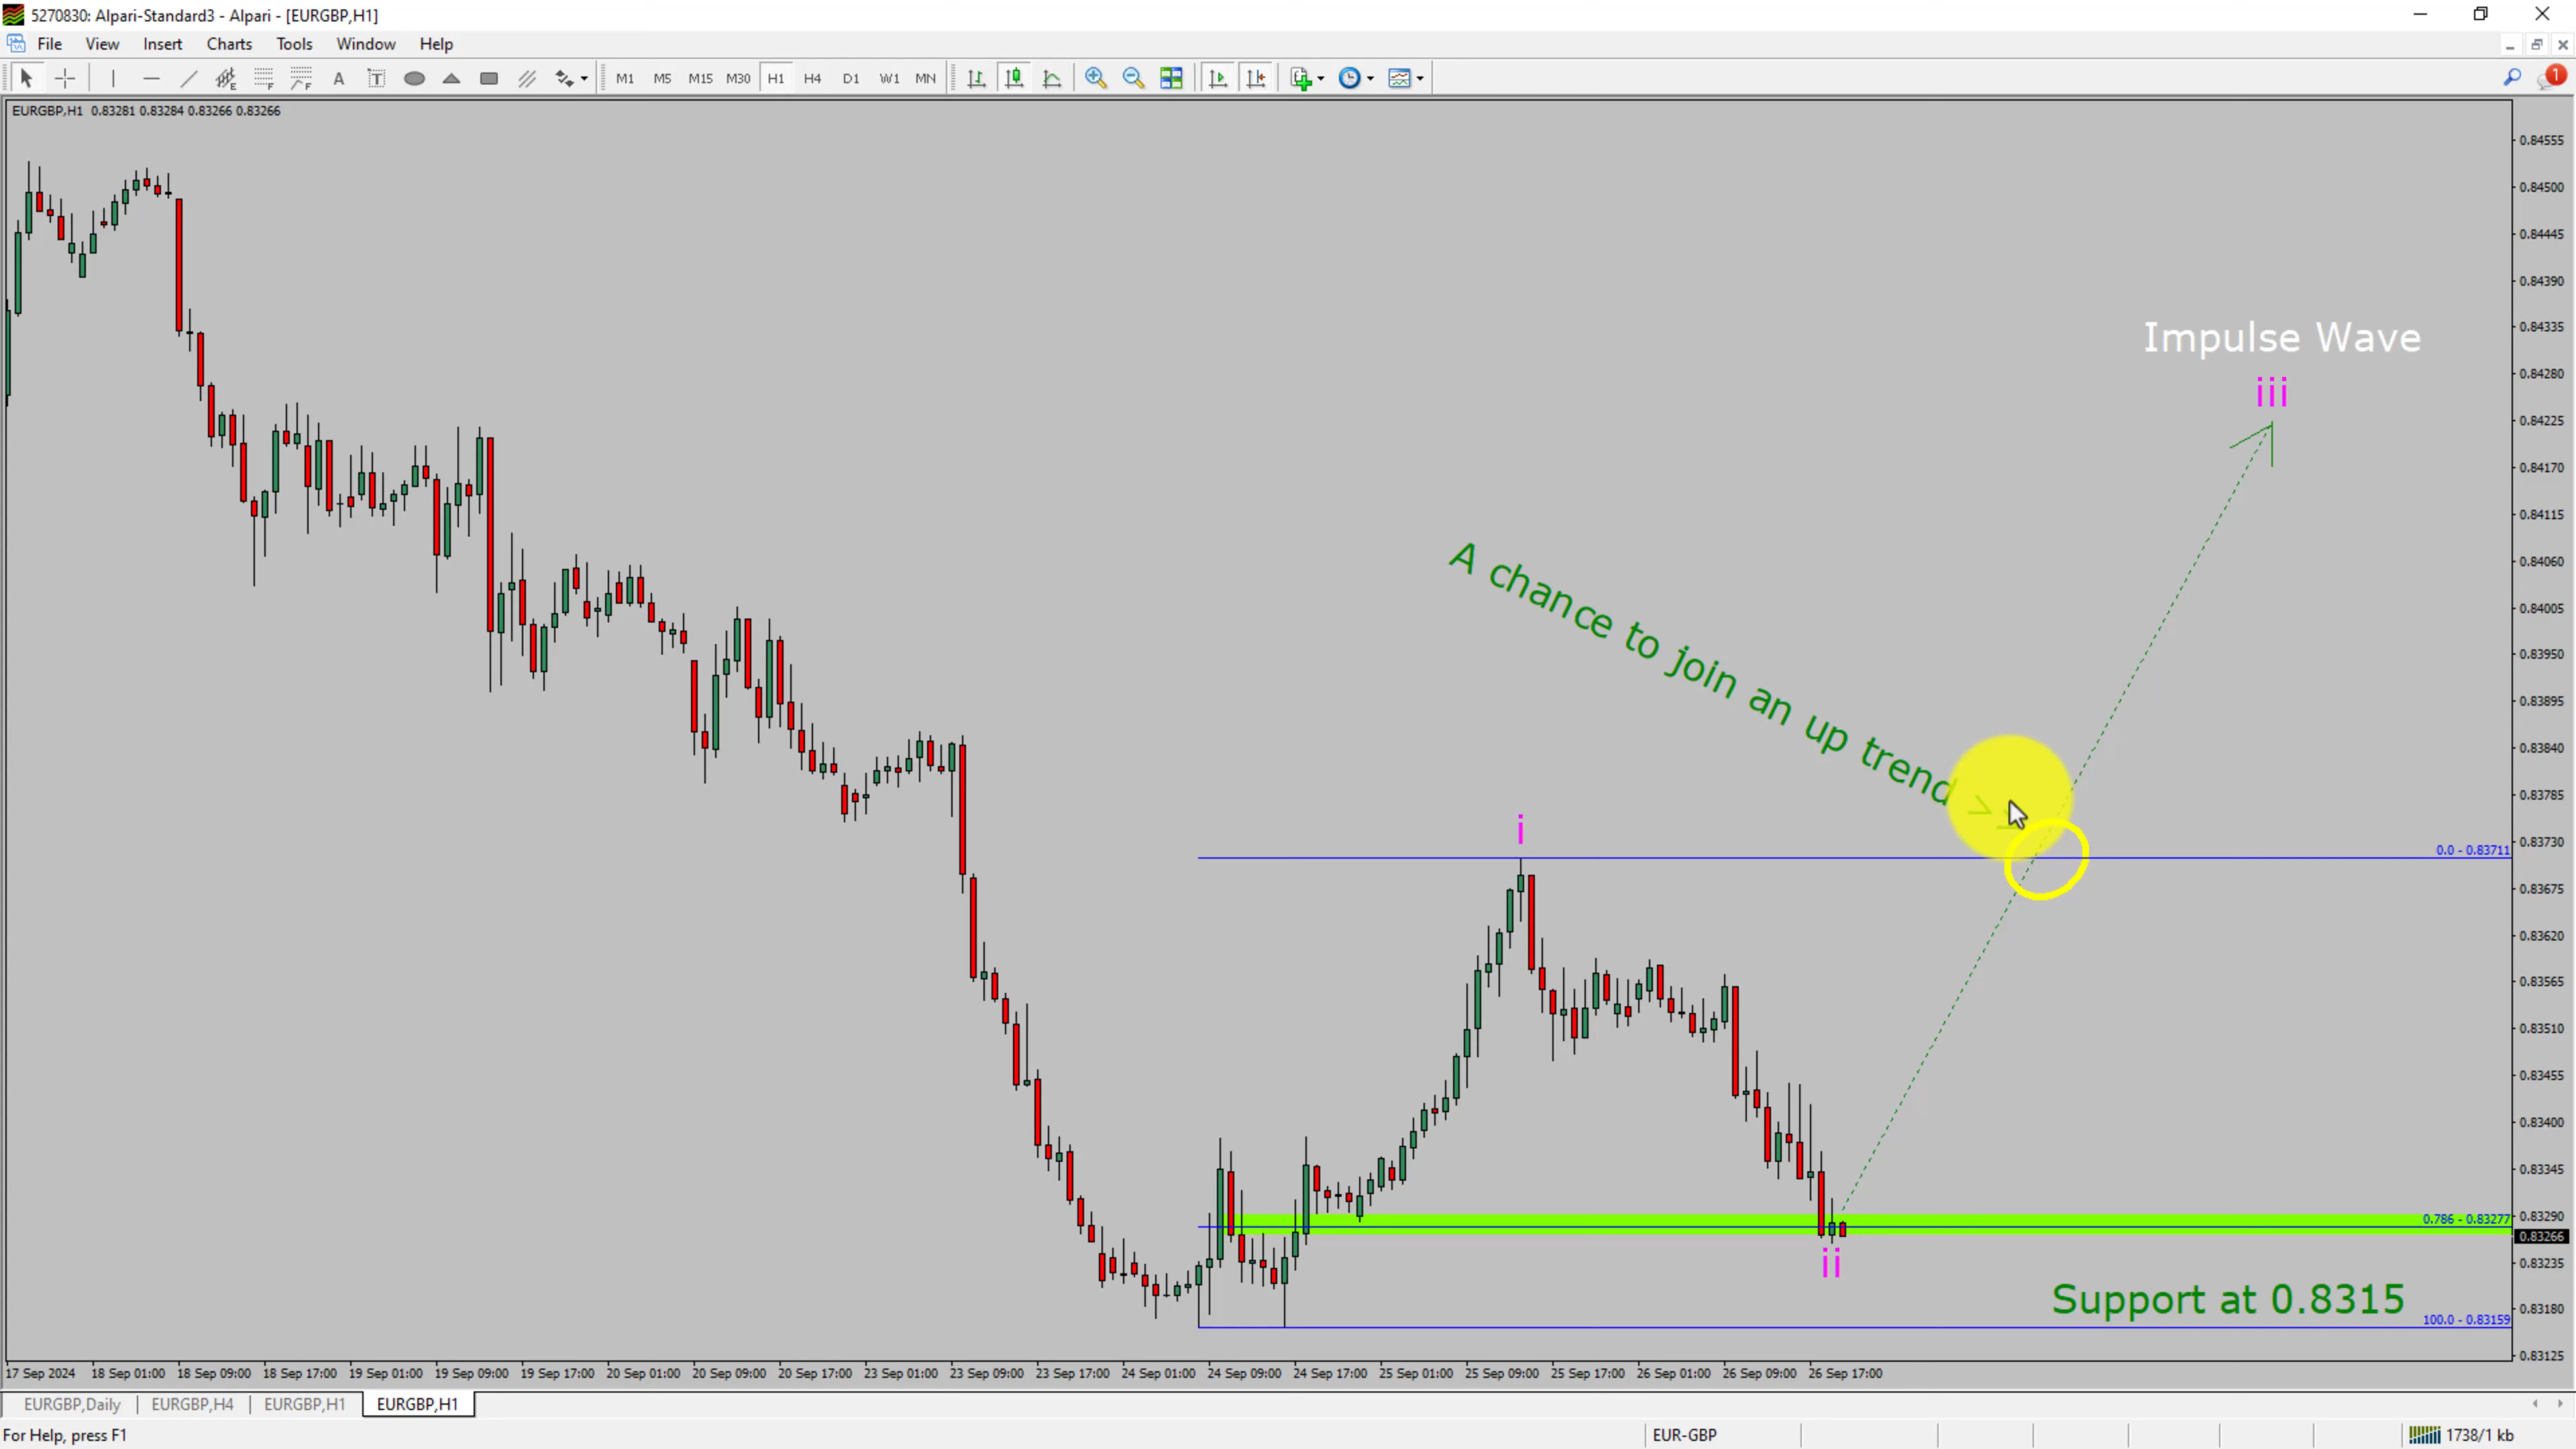 5270830: Alpari-Standard3 - Alpari - [EURGBP,H1]
File View Insert Charts Tools Window Help
A T M1 M5 M15 M30 H1 H4 D1 W1 MN 1
EURGBP,H1 0.83281 0.83284 0.83266 0.83266
0.84555
0.84500
0.84445
0.84390
0.84335
Impulse Wave
0.84280
iii
0.84225
0.84170
0.84115
0.84060
0.84005
0.83950
0.83895
0.83840
A chance to join an up trend >>
0.83785
i
0.83730
0.0 - 0.83711
0.83675
0.83620
0.83565
0.83510
0.83455
0.83400
0.83345
0.83290
0.786 - 0.83277
0.83266
ii
0.83235
Support at 0.8315
0.83180
100.0 - 0.83159
0.83125
17 Sep 2024 18 Sep 01:00 18 Sep 09:00 18 Sep 17:00 19 Sep 01:00 19 Sep 09:00 19 Sep 17:00 20 Sep 01:00 20 Sep 09:00 20 Sep 17:00 23 Sep 01:00 23 Sep 09:00 23 Sep 17:00 24 Sep 01:00 24 Sep 09:00 24 Sep 17:00 25 Sep 01:00 25 Sep 09:00 25 Sep 17:00 26 Sep 01:00 26 Sep 09:00 26 Sep 17:00
EURGBP,Daily EURGBP,H4 EURGBP,H1 EURGBP,H1
For Help, press F1 EUR-GBP 1738/1 kb